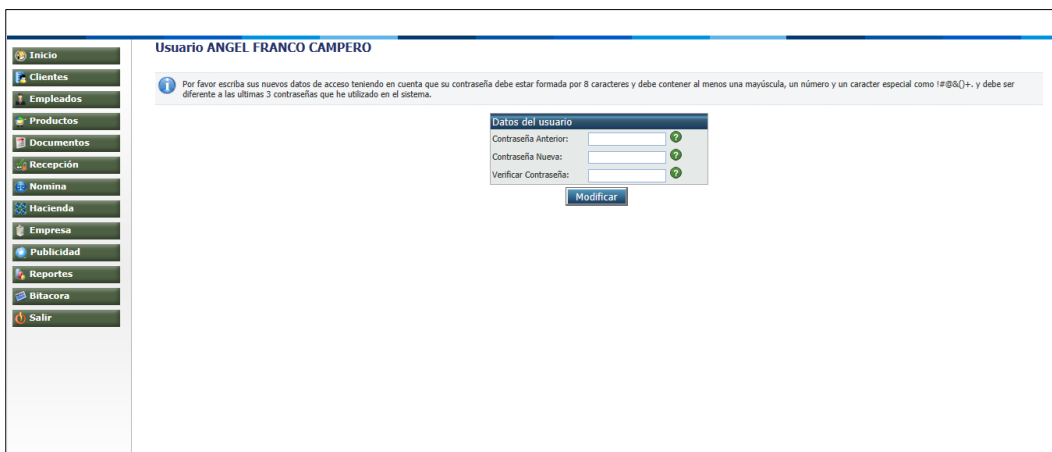 Usuario ANGEL FRANCO CAMPERO
Inicio
Clientes
Empleados
Productos
Documentos
Recepción
Nomina
Hacienda
Empresa
Publicidad
Reportes
Bitacora
Salir
Por favor escriba sus nuevos datos de acceso teniendo en cuenta que su contraseña debe estar formada por 8 caracteres y debe contener al menos una mayúscula, un número y un caracter especial como !#@&()+. y debe ser
diferente a las ultimas 3 contraseñas que he utilizado en el sistema.
Datos del usuario
Contraseña Anterior:
Contraseña Nueva:
Verificar Contraseña:
Modificar